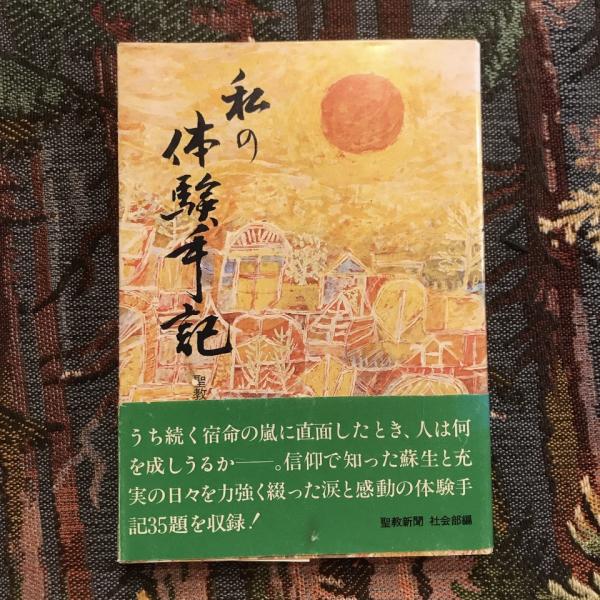 私の
体験手記
聖教
うち続く宿命の嵐に直面したとき、人は何
を成しうるか──。信仰で知った蘇生と充
実の日々を力強く綴った涙と感動の体験手
記35題を収録!
聖教新聞 社会部編